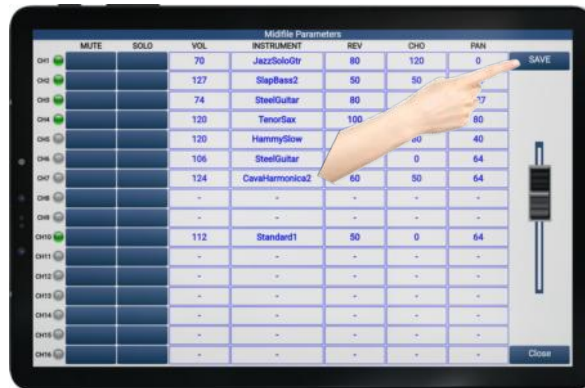 Midifile Parameters
MUTE SOLO VOL INSTRUMENT REV CHO PAN
CH1 70 JazzSoloGtr 80 120 0 SAVE
CH2 127 SlapBass2 50 50
CH3 74 SteelGuitar 80
CH4 120 TenorSax 100 80
CH5 120 HammySlow 40
CH6 106 SteelGuitar 0 64
CH7 124 CavaHarmonica2 60 50 64
CH8 - - - - -
CH9 - - - - -
CH10 112 Standard1 50 0 64
CH11 - - - - -
CH12 - - - - -
CH13 - - - - -
CH14 - - - - -
CH15 - - - - -
CH16 - - - - - Close